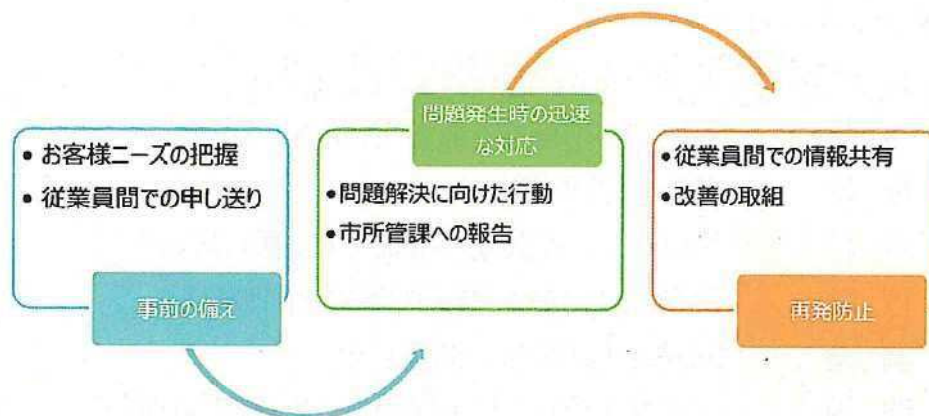 • お客様ニーズの把握
• 従業員間での申し送り
事前の備え
問題発生時の迅速
な対応
•問題解決に向けた行動
•市所管課への報告
•従業員間での情報共有
•改善の取組
再発防止